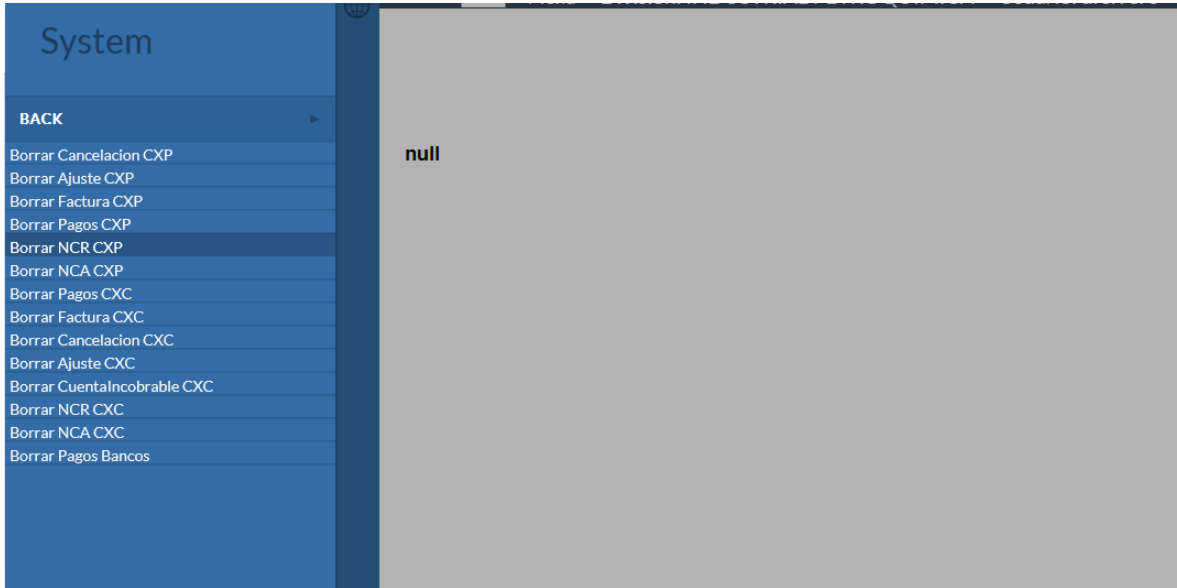 System
BACK
Borrar Cancelacion CXP
Borrar Ajuste CXP
Borrar Factura CXP
Borrar Pagos CXP
Borrar NCR CXP
Borrar NCA CXP
Borrar Pagos CXC
Borrar Factura CXC
Borrar Cancelacion CXC
Borrar Ajuste CXC
Borrar CuentaIncobrable CXC
Borrar NCR CXC
Borrar NCA CXC
Borrar Pagos Bancos
null